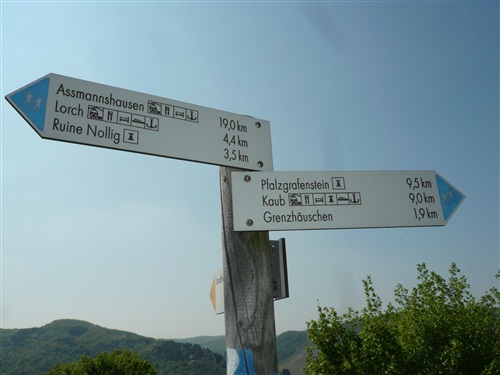 Assmannshausen 19,0 km
Lorch 4,4 km
Ruine Nollig 3,5 km
Pfalzgrafenstein 9,5 km
Kaub 9,0 km
Grenzhäuschen 1,9 km